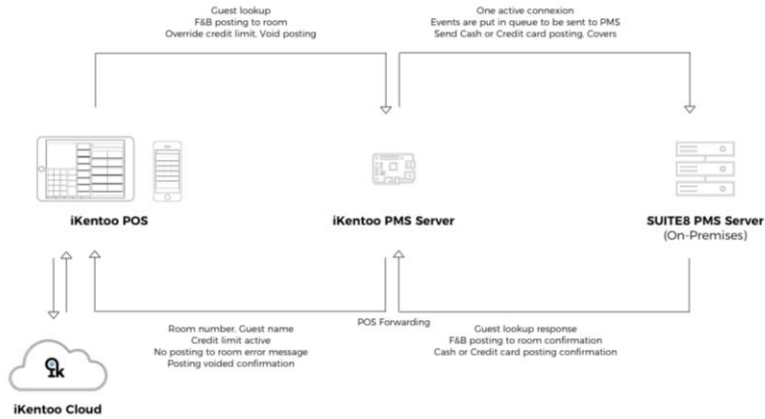 Guest lookup
F&B posting to room
Override credit limit, Void posting
One active connexion
Events are put in queue to be sent to PMS
Send Cash or Credit card posting, Covers
iKentoo POS
iKentoo PMS Server
SUITE8 PMS Server
(On-Premises)
POS Forwarding
Room number, Guest name
Credit limit active
No posting to room error message
Posting voided confirmation
Guest lookup response
F&B posting to room confirmation
Cash or Credit card posting confirmation
ik
iKentoo Cloud